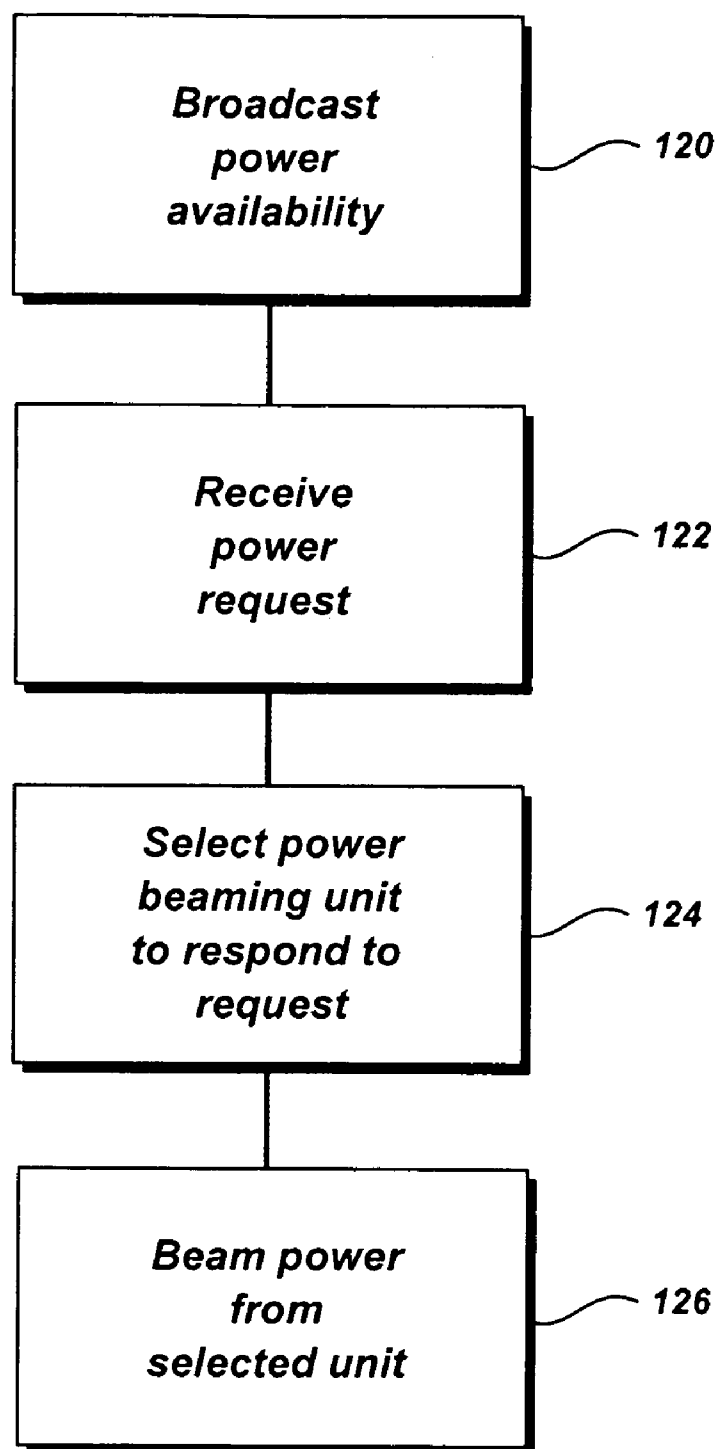 Broadcast
power
availability
120
Receive
power
request
122
Select power
beaming unit
to respond to
request
124
Beam power
from
selected unit
126